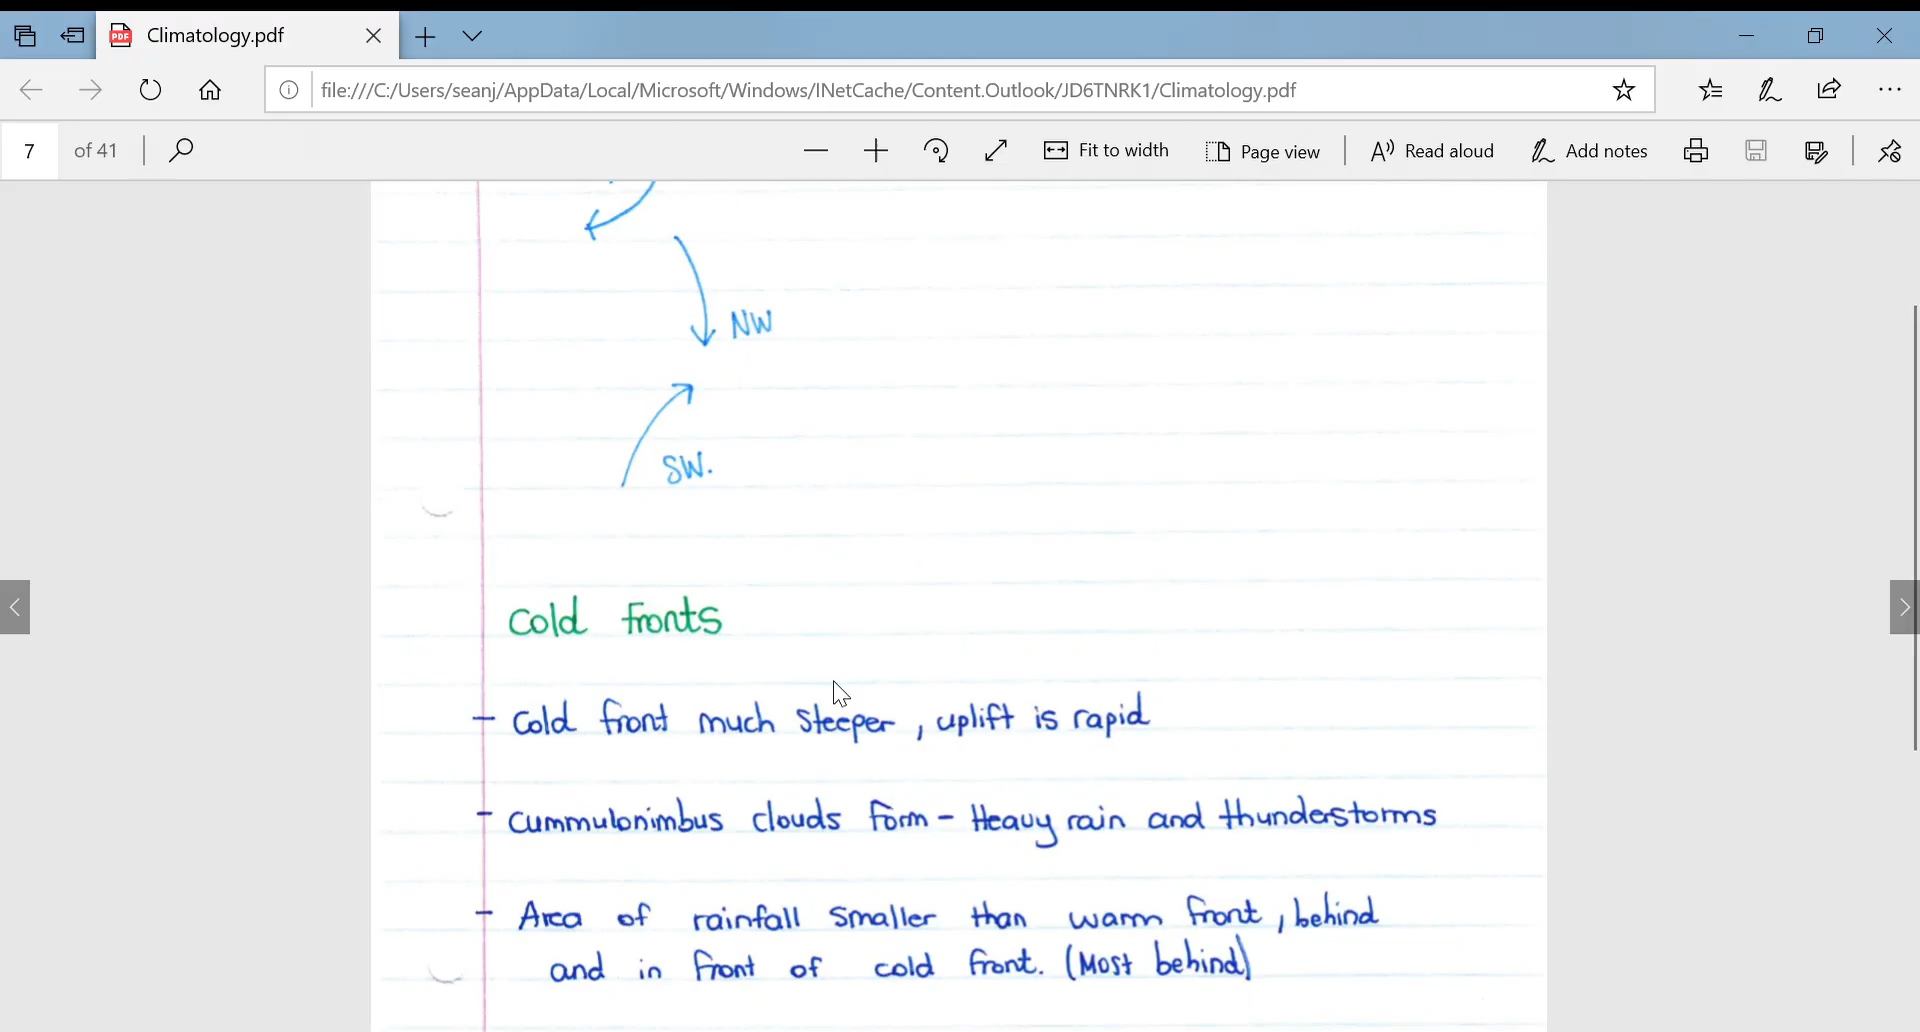 Climatology.pdf
file:///C:/Users/seanj/AppData/Local/Microsoft/Windows/INetCache/Content.Outlook/JD6TNRK1/Climatology.pdf
7 of 41 Fit to width Page view Read aloud Add notes
NW
SW.
Cold fronts
- Cold front much steeper, uplift is rapid
- Cummulonimbus clouds form - Heavy rain and thunderstorms
- Area of rainfall smaller than warm front, behind
and in front of cold front. (Most behind)